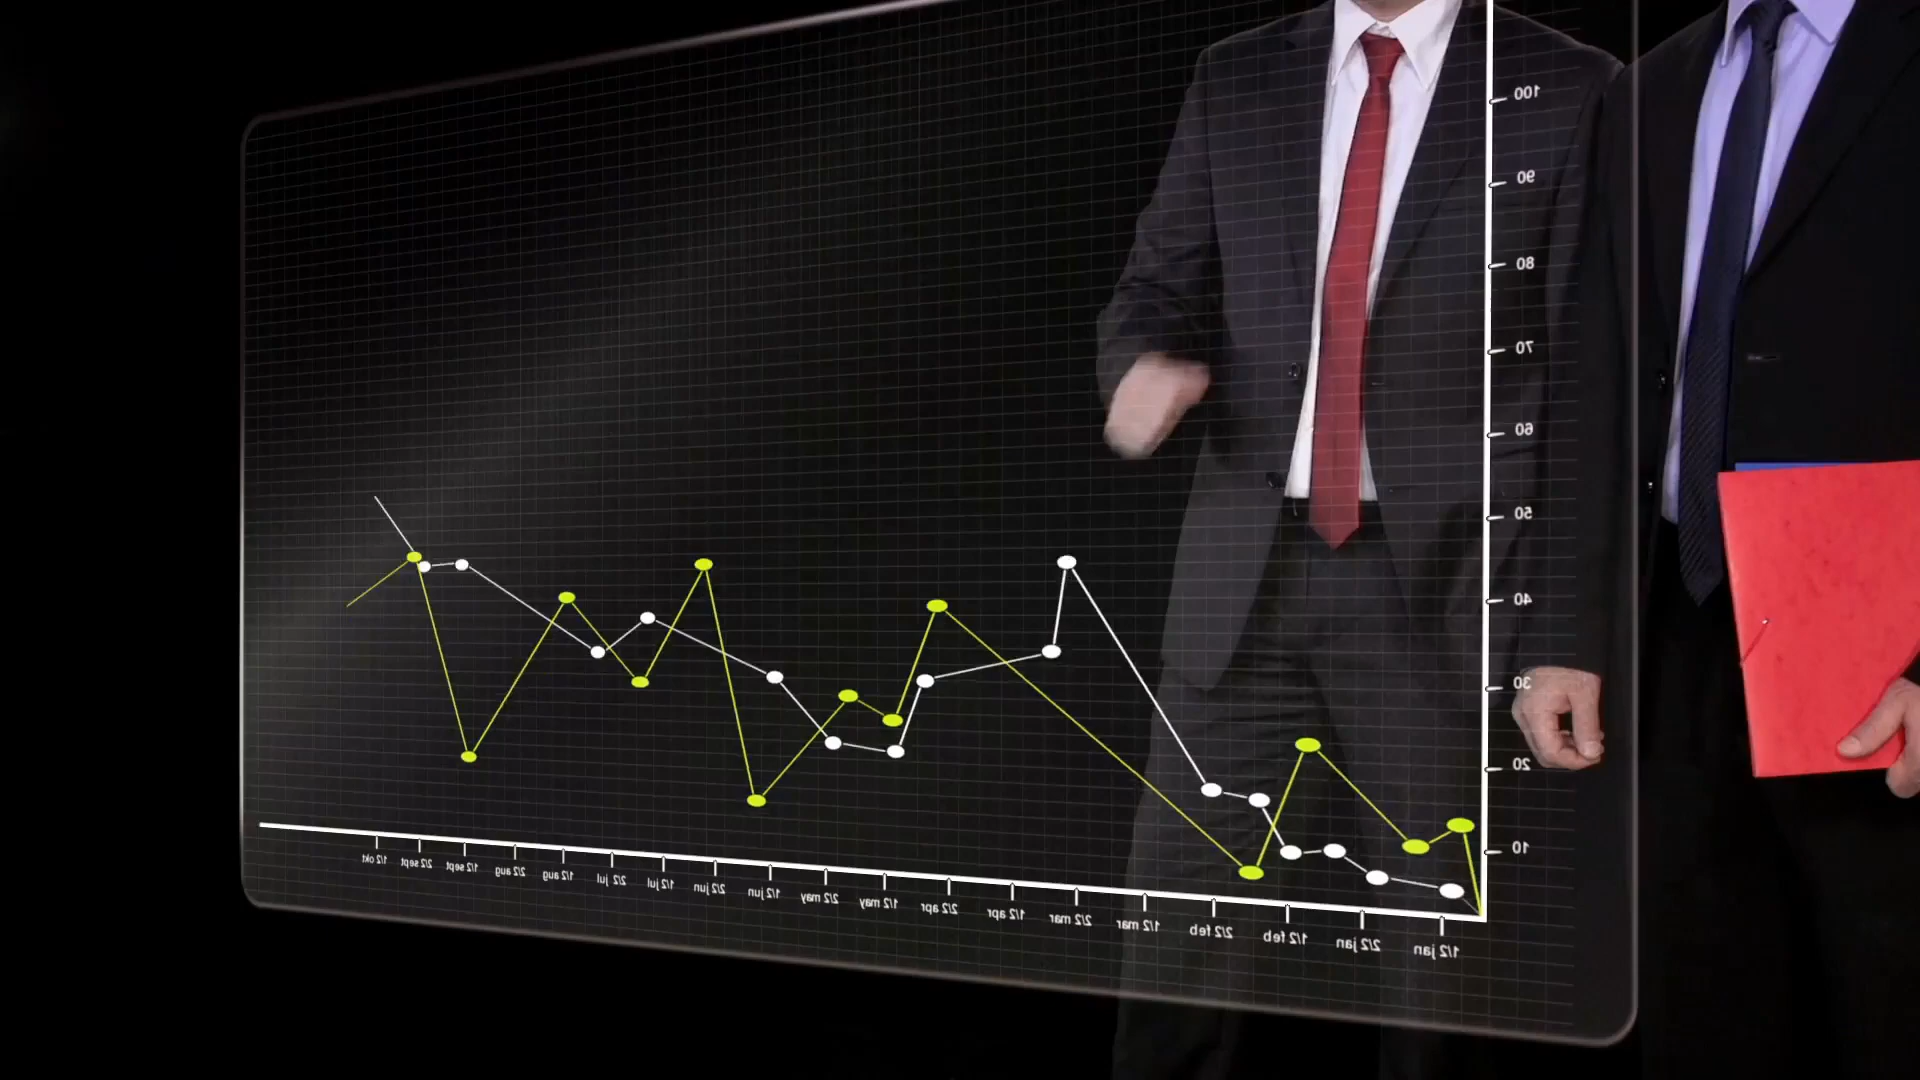 100
90
80
70
60
50
40
30
20
10
1/2 jan
2/2 jan
1/2 feb
2/2 feb
1/2 mar
2/2 mar
1/2 apr
2/2 apr
1/2 may
2/2 may
1/2 jun
2/2 jun
1/2 jul
2/2 jul
1/2 aug
2/2 aug
1/2 sept
2/2 sept
1/2 okt